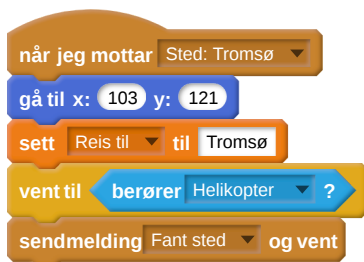 når jeg mottar Sted: Tromsø
gå til x: 103 y: 121
sett Reis til til Tromsø
vent til berører Helikopter ?
sendmelding Fant sted og vent